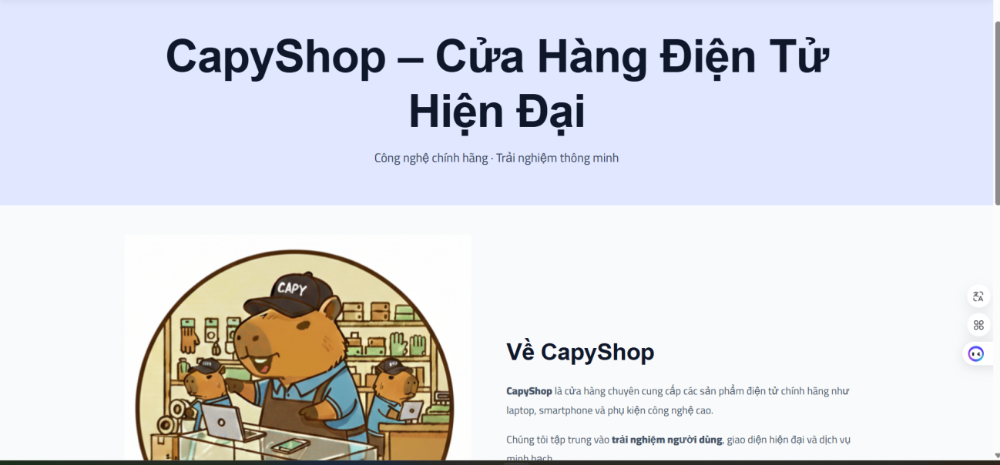 CapyShop – Cửa Hàng Điện Tử
Hiện Đại
Công nghệ chính hãng · Trải nghiệm thông minh
CAPY
Về CapyShop
CapyShop là cửa hàng chuyên cung cấp các sản phẩm điện tử chính hãng như
laptop, smartphone và phụ kiện công nghệ cao.
Chúng tôi tập trung vào trải nghiệm người dùng, giao diện hiện đại và dịch vụ
minh bạch.